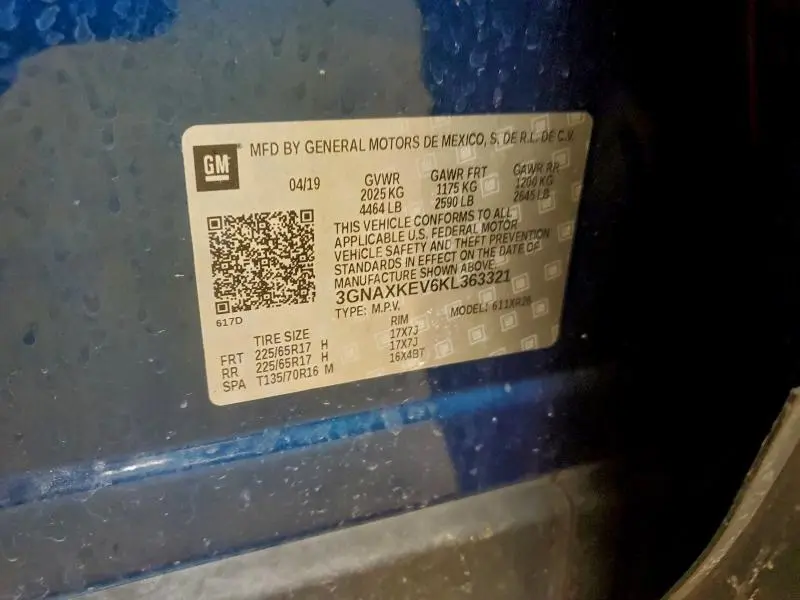 GM
MFD BY GENERAL MOTORS DE MEXICO, S. DE R.L. DE C.V.
04/19 GVWR GAWR FRT GAWR RR
2025 KG 1175 KG 1200 KG
4464 LB 2590 LB 2645 LB
THIS VEHICLE CONFORMS TO ALL
APPLICABLE U.S. FEDERAL MOTOR
VEHICLE SAFETY AND THEFT PREVENTION
STANDARDS IN EFFECT ON THE DATE OF
MANUFACTURE SHOWN ABOVE.
3GNAXKEV6KL363321
TYPE: M.P.V. MODEL: 611XR26
617D
TIRE SIZE RIM
FRT 225/65R17 H 17X7J
RR 225/65R17 H 17X7J
SPA T135/70R16 M 16X4BT